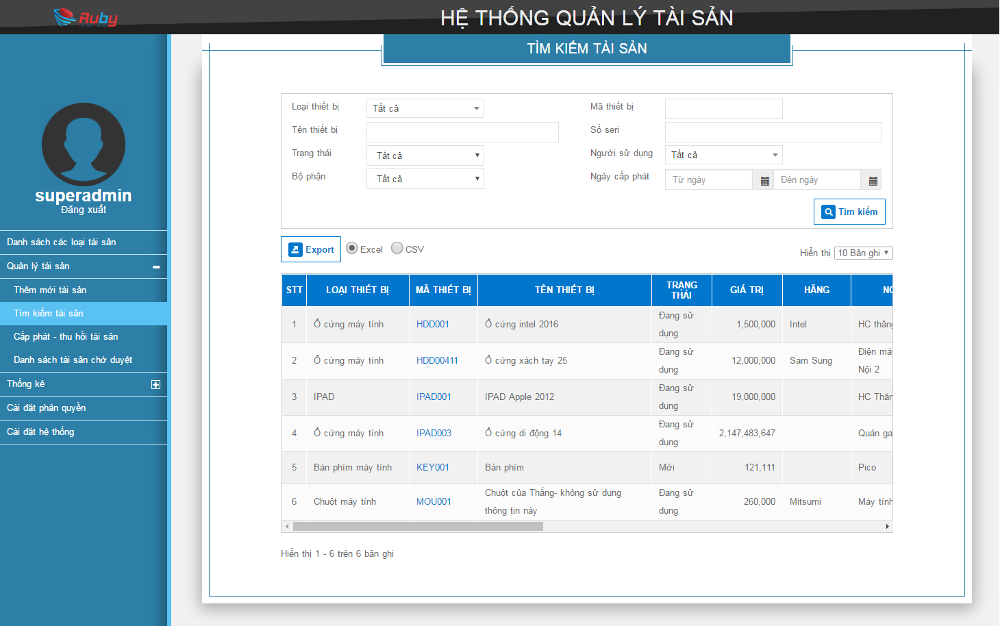 Ruby
HỆ THỐNG QUẢN LÝ TÀI SẢN
TÌM KIẾM TÀI SẢN
superadmin
Đăng xuất
Danh sách các loại tài sản
Quản lý tài sản
Thêm mới tài sản
Tìm kiếm tài sản
Cấp phát - thu hồi tài sản
Danh sách tài sản chờ duyệt
Thống kê
Cài đặt phân quyền
Cài đặt hệ thống
Loại thiết bị Tất cả Mã thiết bị
Tên thiết bị Số seri
Trạng thái Tất cả Người sử dụng Tất cả
Bộ phận Tất cả Ngày cấp phát Từ ngày Đến ngày
Tìm kiếm
Export Excel CSV Hiển thị 10 Bản ghi
STT LOẠI THIẾT BỊ MÃ THIẾT BỊ TÊN THIẾT BỊ TRẠNG THÁI GIÁ TRỊ HÃNG
1 Ổ cứng máy tính HDD001 Ổ cứng intel 2016 Đang sử dụng 1,500,000 Intel HC thăng
2 Ổ cứng máy tính HDD00411 Ổ cứng xách tay 25 Đang sử dụng 12,000,000 Sam Sung Điện máy Nội 2
3 IPAD IPAD001 IPAD Apple 2012 Đang sử dụng 19,000,000 HC Thăn
4 Ổ cứng máy tính IPAD003 Ổ cứng di động 14 Đang sử dụng 2,147,483,647 Quán ga
5 Bàn phím máy tính KEY001 Bàn phím Mới 121,111 Pico
6 Chuột máy tính MOU001 Chuột của Thắng- không sử dụng thông tin này Đang sử dụng 260,000 Mitsumi Máy tính
Hiển thị 1 - 6 trên 6 bản ghi